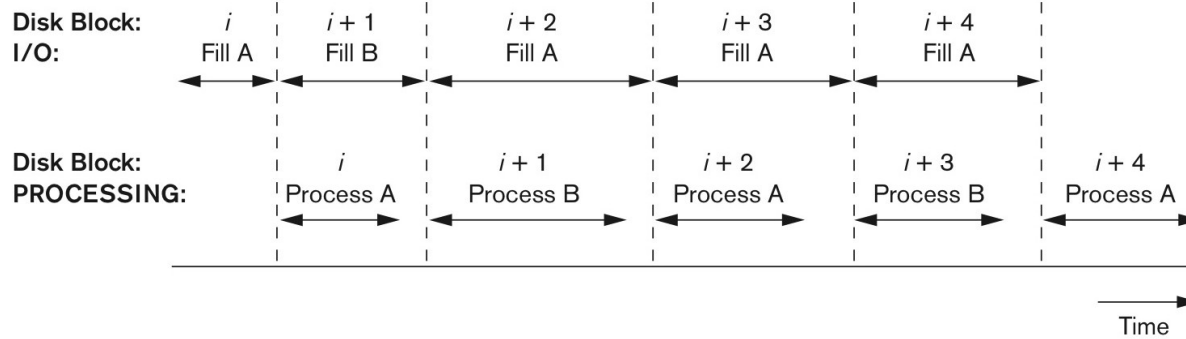 Disk Block: i i + 1 i + 2 i + 3 i + 4
I/O: Fill A Fill B Fill A Fill A Fill A
Disk Block: i i + 1 i + 2 i + 3 i + 4
PROCESSING: Process A Process B Process A Process B Process A
Time